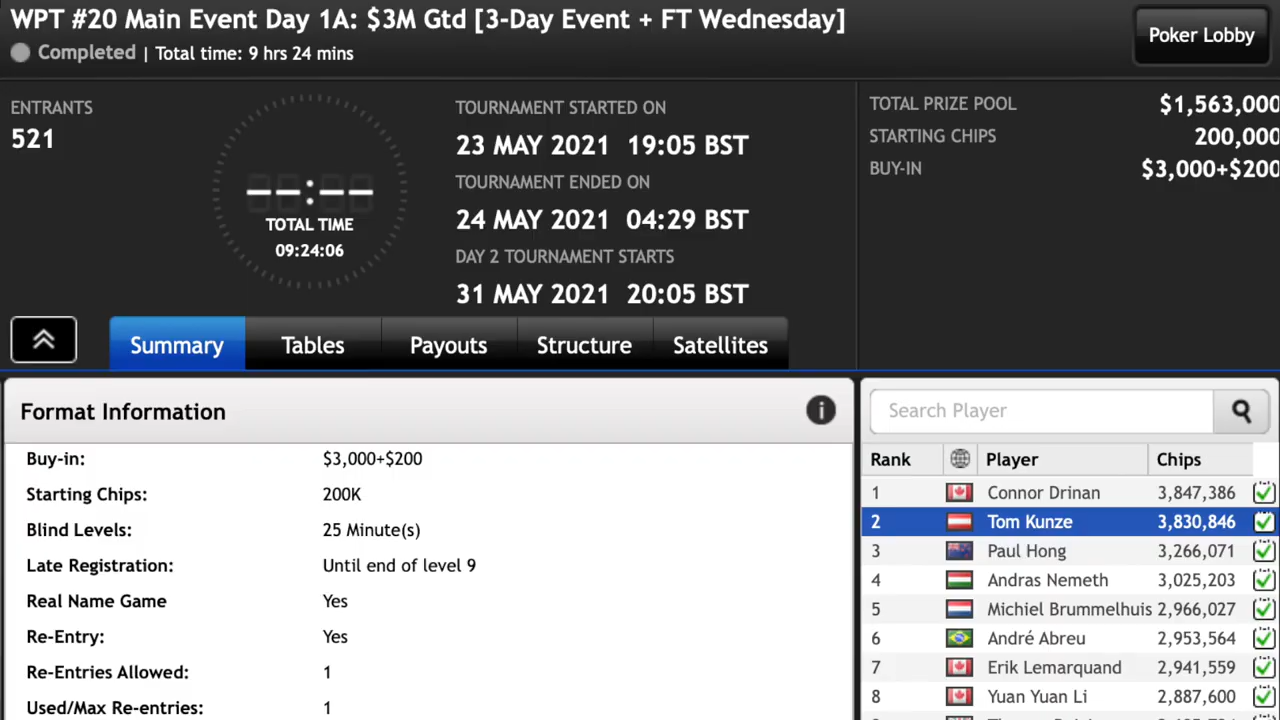 WPT #20 Main Event Day 1A: $3M Gtd [3-Day Event + FT Wednesday]
Completed | Total time: 9 hrs 24 mins
Poker Lobby
ENTRANTS
521
--:--
TOTAL TIME
09:24:06
TOURNAMENT STARTED ON
23 MAY 2021 19:05 BST
TOURNAMENT ENDED ON
24 MAY 2021 04:29 BST
DAY 2 TOURNAMENT STARTS
31 MAY 2021 20:05 BST
TOTAL PRIZE POOL $1,563,000
STARTING CHIPS 200,000
BUY-IN $3,000+$200
Summary Tables Payouts Structure Satellites
Format Information
Buy-in: $3,000+$200
Starting Chips: 200K
Blind Levels: 25 Minute(s)
Late Registration: Until end of level 9
Real Name Game Yes
Re-Entry: Yes
Re-Entries Allowed: 1
Used/Max Re-entries: 1
Search Player
Rank Player Chips
1 Connor Drinan 3,847,386
2 Tom Kunze 3,830,846
3 Paul Hong 3,266,071
4 Andras Nemeth 3,025,203
5 Michiel Brummelhuis 2,966,027
6 André Abreu 2,953,564
7 Erik Lemarquand 2,941,559
8 Yuan Yuan Li 2,887,600